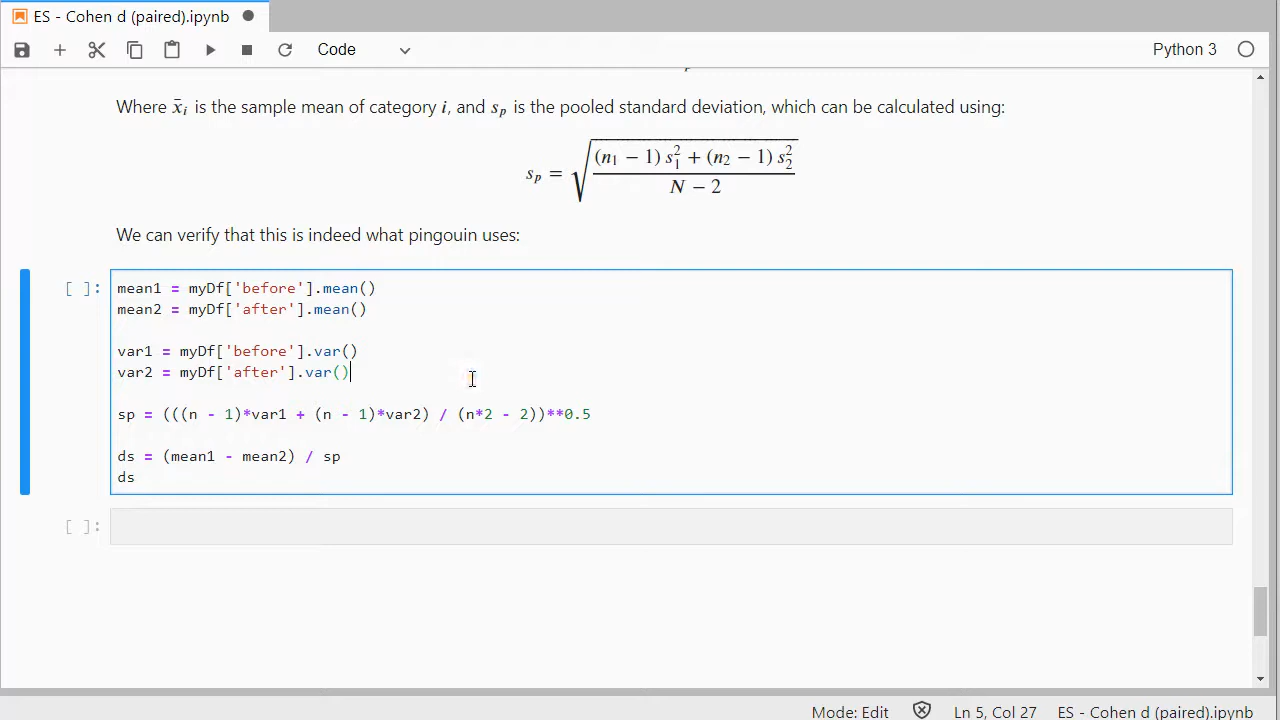 ES - Cohen d (paired).ipynb
Code
Python 3
Where x̄ᵢ is the sample mean of category i, and sₚ is the pooled standard deviation, which can be calculated using:
sₚ = √(((n₁ − 1) s₁² + (n₂ − 1) s₂²) / (N − 2))
We can verify that this is indeed what pingouin uses:
[ ]: mean1 = myDf['before'].mean()
mean2 = myDf['after'].mean()
var1 = myDf['before'].var()
var2 = myDf['after'].var()
sp = (((n - 1)*var1 + (n - 1)*var2) / (n*2 - 2))**0.5
ds = (mean1 - mean2) / sp
ds
[ ]:
Mode: Edit Ln 5, Col 27 ES - Cohen d (paired).ipynb